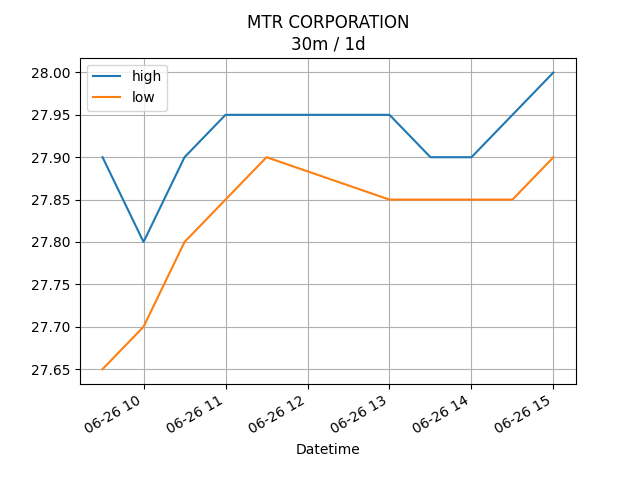 MTR CORPORATION
30m / 1d
high
low
28.00
27.95
27.90
27.85
27.80
27.75
27.70
27.65
06-26 10
06-26 11
06-26 12
06-26 13
06-26 14
06-26 15
Datetime